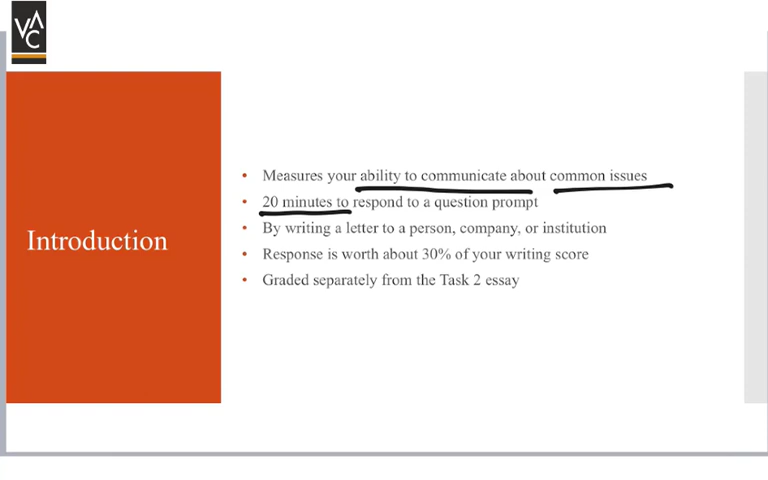 VAC
Introduction
• Measures your ability to communicate about common issues
• 20 minutes to respond to a question prompt
• By writing a letter to a person, company, or institution
• Response is worth about 30% of your writing score
• Graded separately from the Task 2 essay